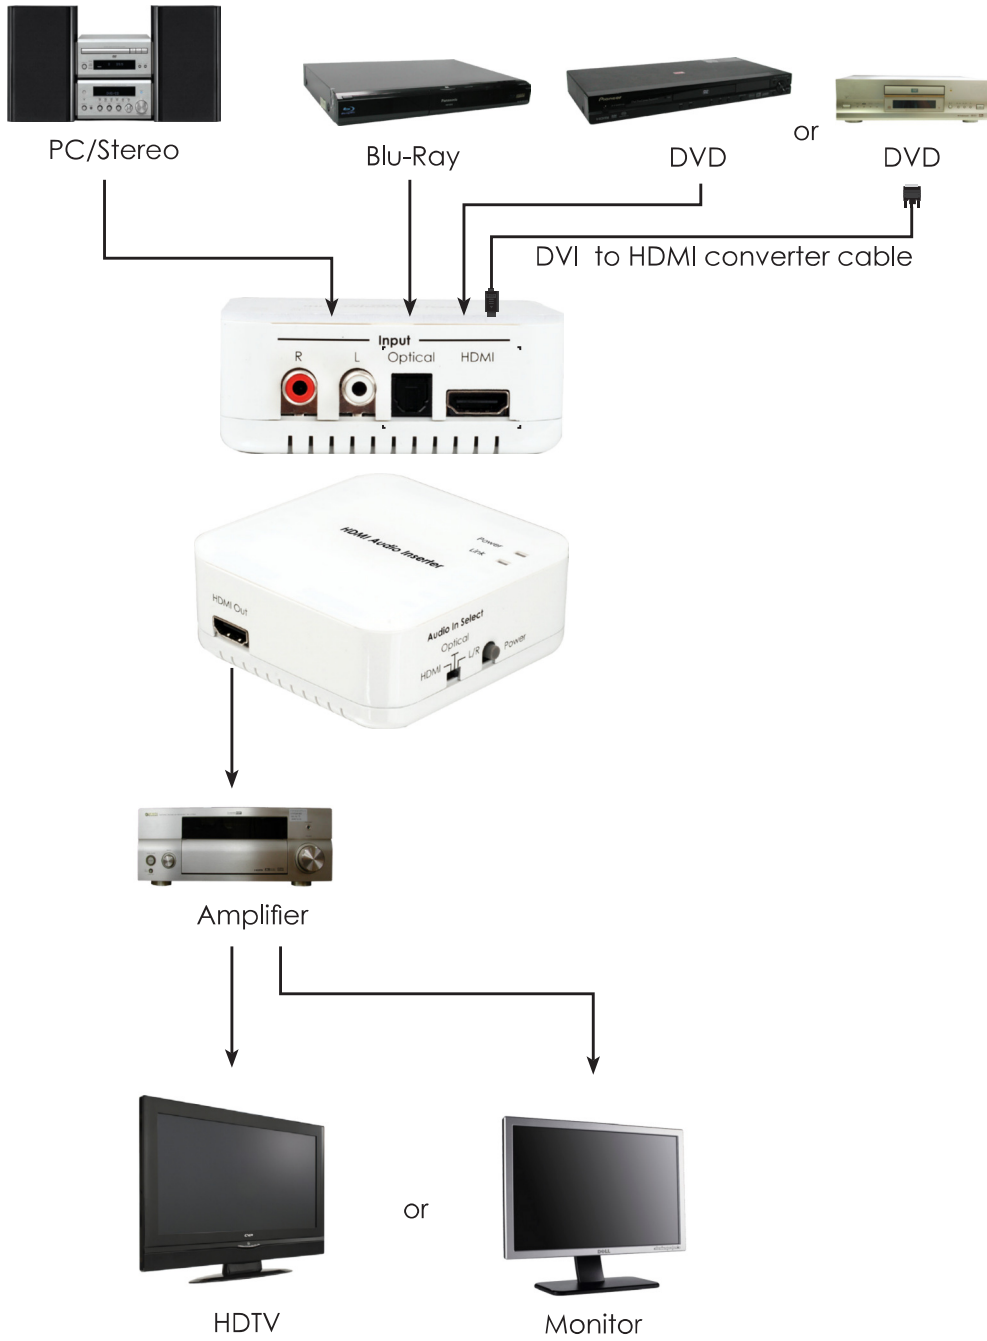 PC/Stereo
Blu-Ray
DVD
or
DVD
DVI to HDMI converter cable
Input
R
L
Optical
HDMI
HDMI Audio Inserter
Power
Link
HDMI Out
Audio In Select
Optical
HDMI
L/R
Power
Amplifier
or
DELL
HDTV
Monitor